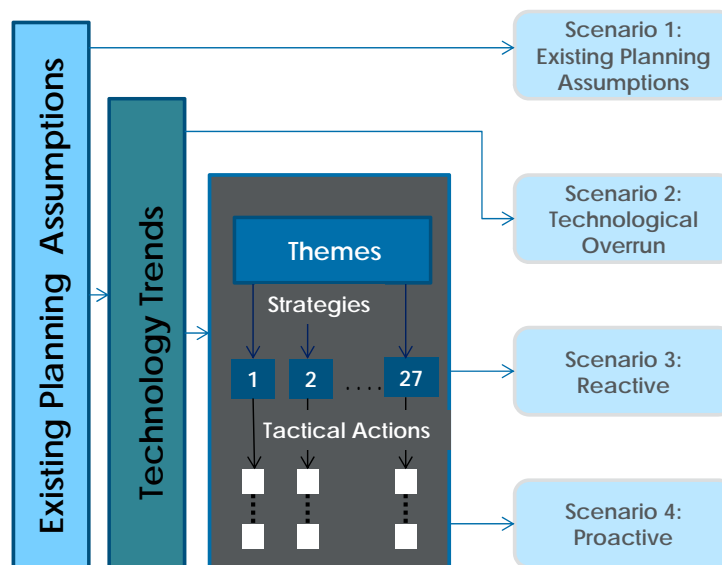 Existing Planning Assumptions
Technology Trends
Themes
Strategies
1
2
....
27
Tactical Actions
Scenario 1:
Existing Planning
Assumptions
Scenario 2:
Technological
Overrun
Scenario 3:
Reactive
Scenario 4:
Proactive